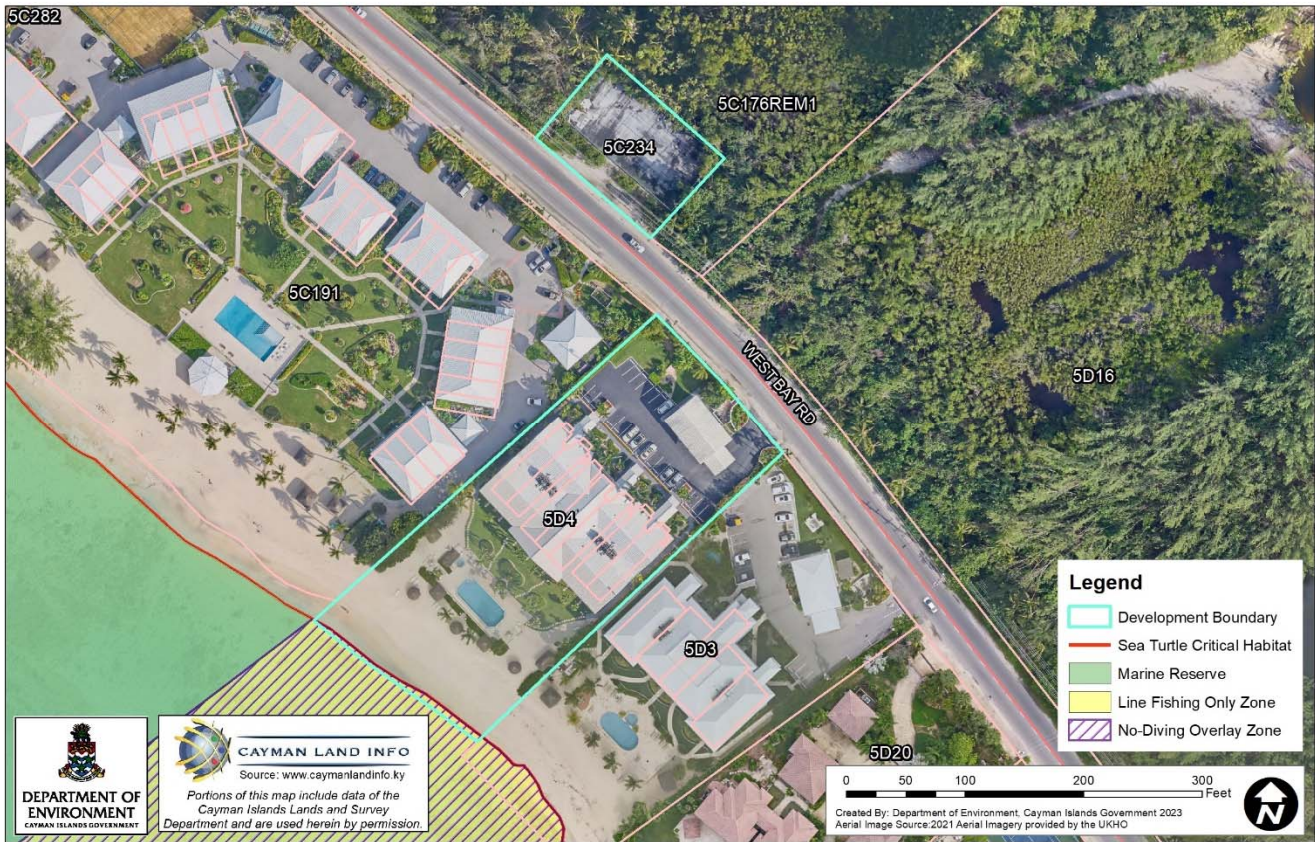 5C282
5C176REM1
5C234
5C191
WEST BAY RD
5D16
5D4
5D3
5D20
Legend
Development Boundary
Sea Turtle Critical Habitat
Marine Reserve
Line Fishing Only Zone
No-Diving Overlay Zone
DEPARTMENT OF
ENVIRONMENT
CAYMAN ISLANDS GOVERNMENT
CAYMAN LAND INFO
Source: www.caymanlandinfo.ky
Portions of this map include data of the
Cayman Islands Lands and Survey
Department and are used herein by permission.
0 50 100 200 300
Feet
Created By: Department of Environment, Cayman Islands Government 2023
Aerial Image Source:2021 Aerial Imagery provided by the UKHO
N